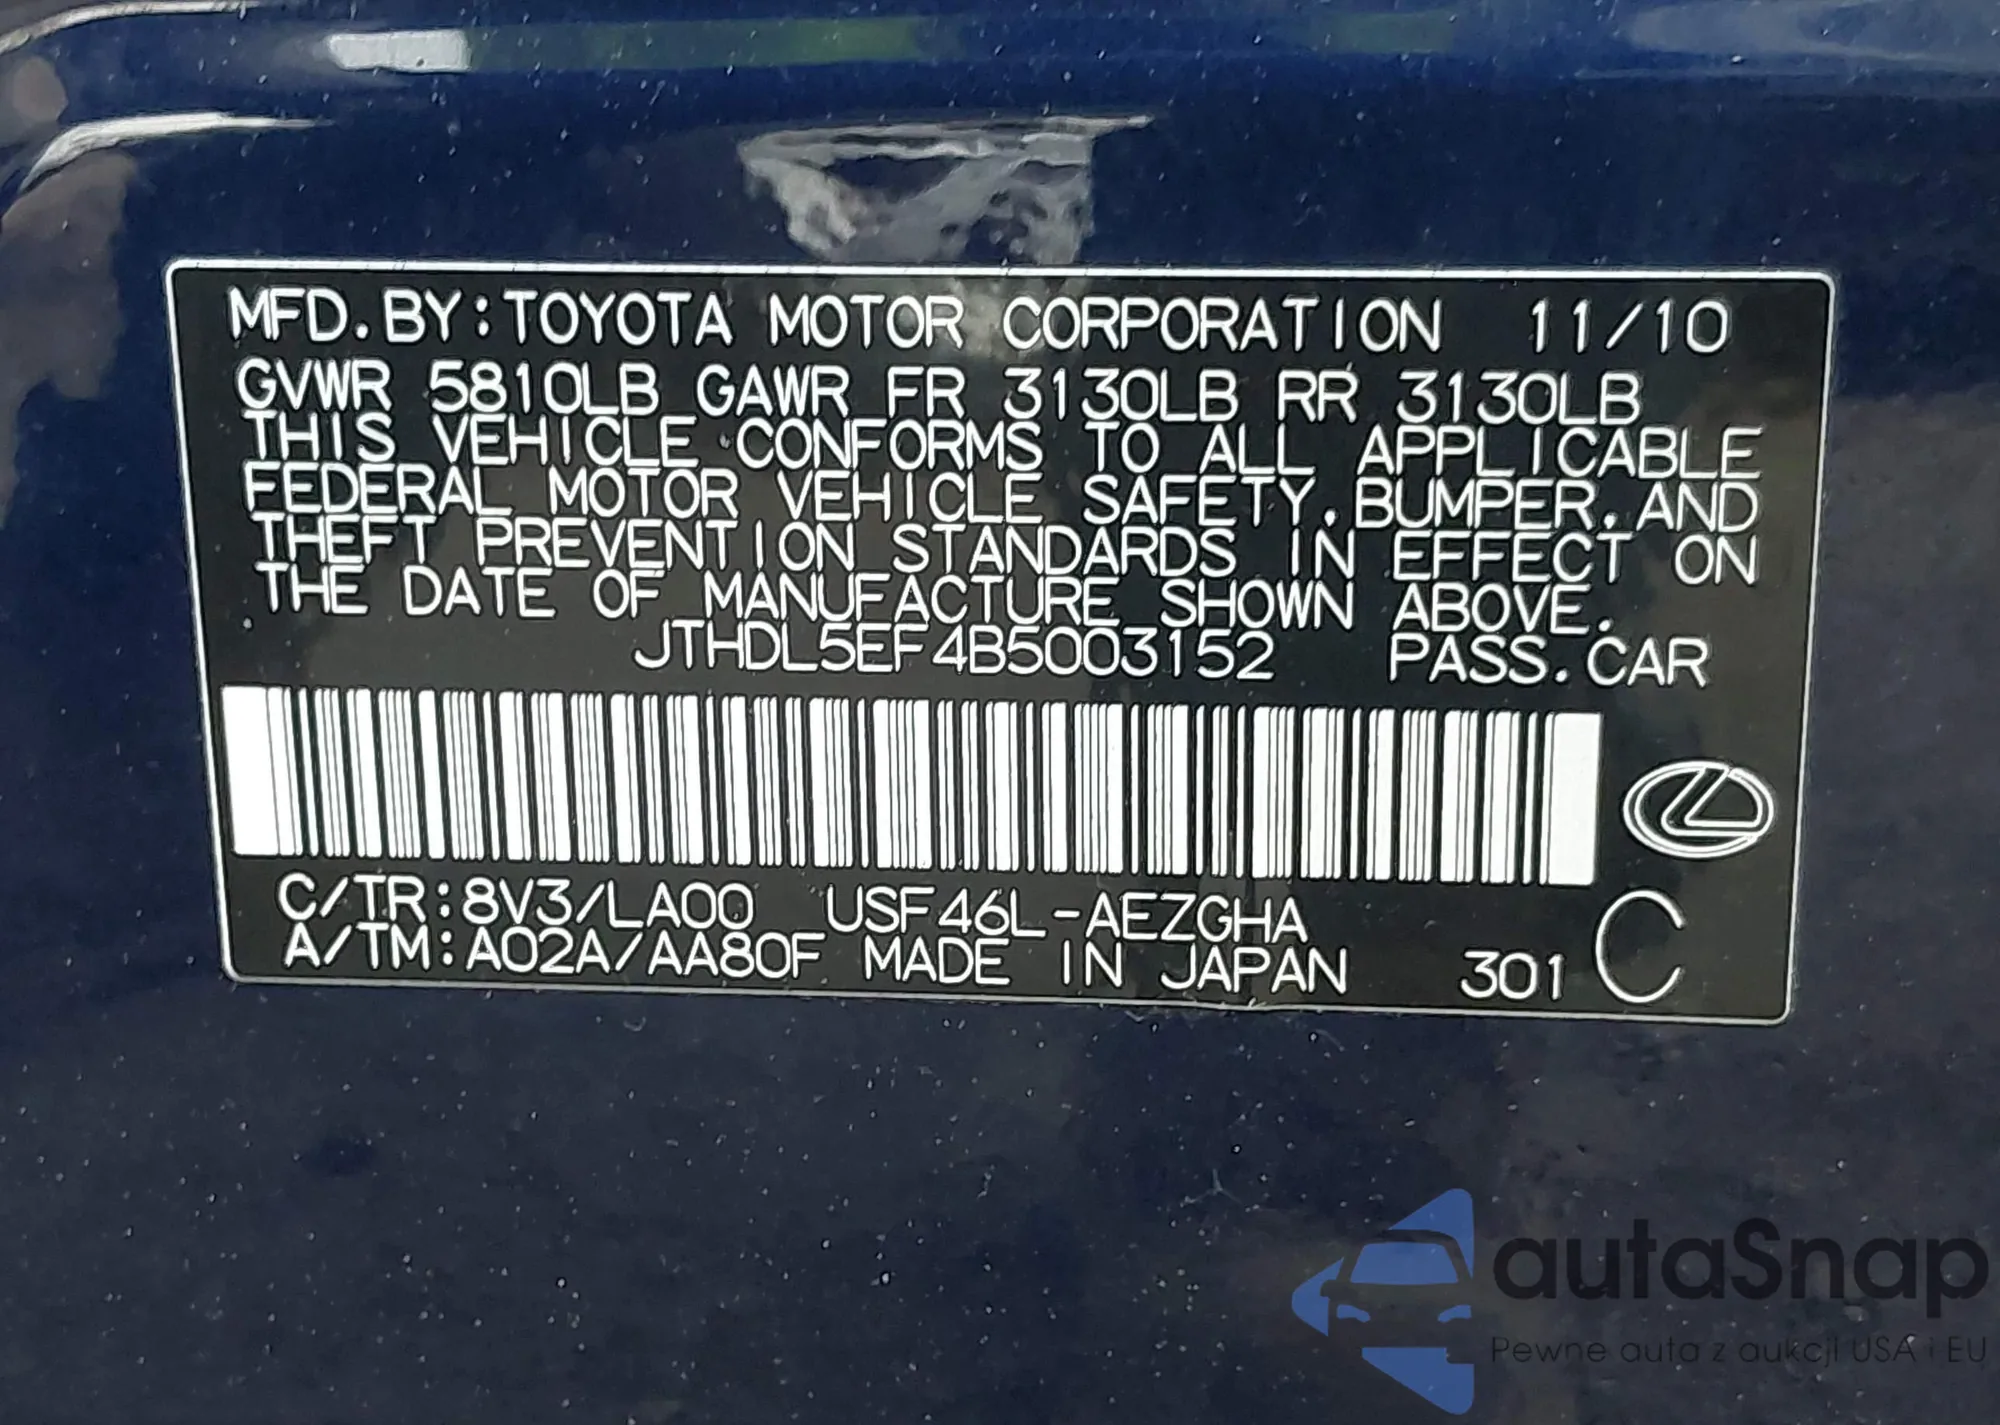 MFD. BY: TOYOTA MOTOR CORPORATION 11/10
GVWR 5810LB GAWR FR 3130LB RR 3130LB
THIS VEHICLE CONFORMS TO ALL APPLICABLE
FEDERAL MOTOR VEHICLE SAFETY, BUMPER, AND
THEFT PREVENTION STANDARDS IN EFFECT ON
THE DATE OF MANUFACTURE SHOWN ABOVE.
JTHDL5EF4B5003152 PASS. CAR
C/TR: 8V3/LA00 USF46L-AEZGHA
A/TM: A02A/AA80F MADE IN JAPAN 301 C
autaSnap
Pewne auta z aukcji USA i EU